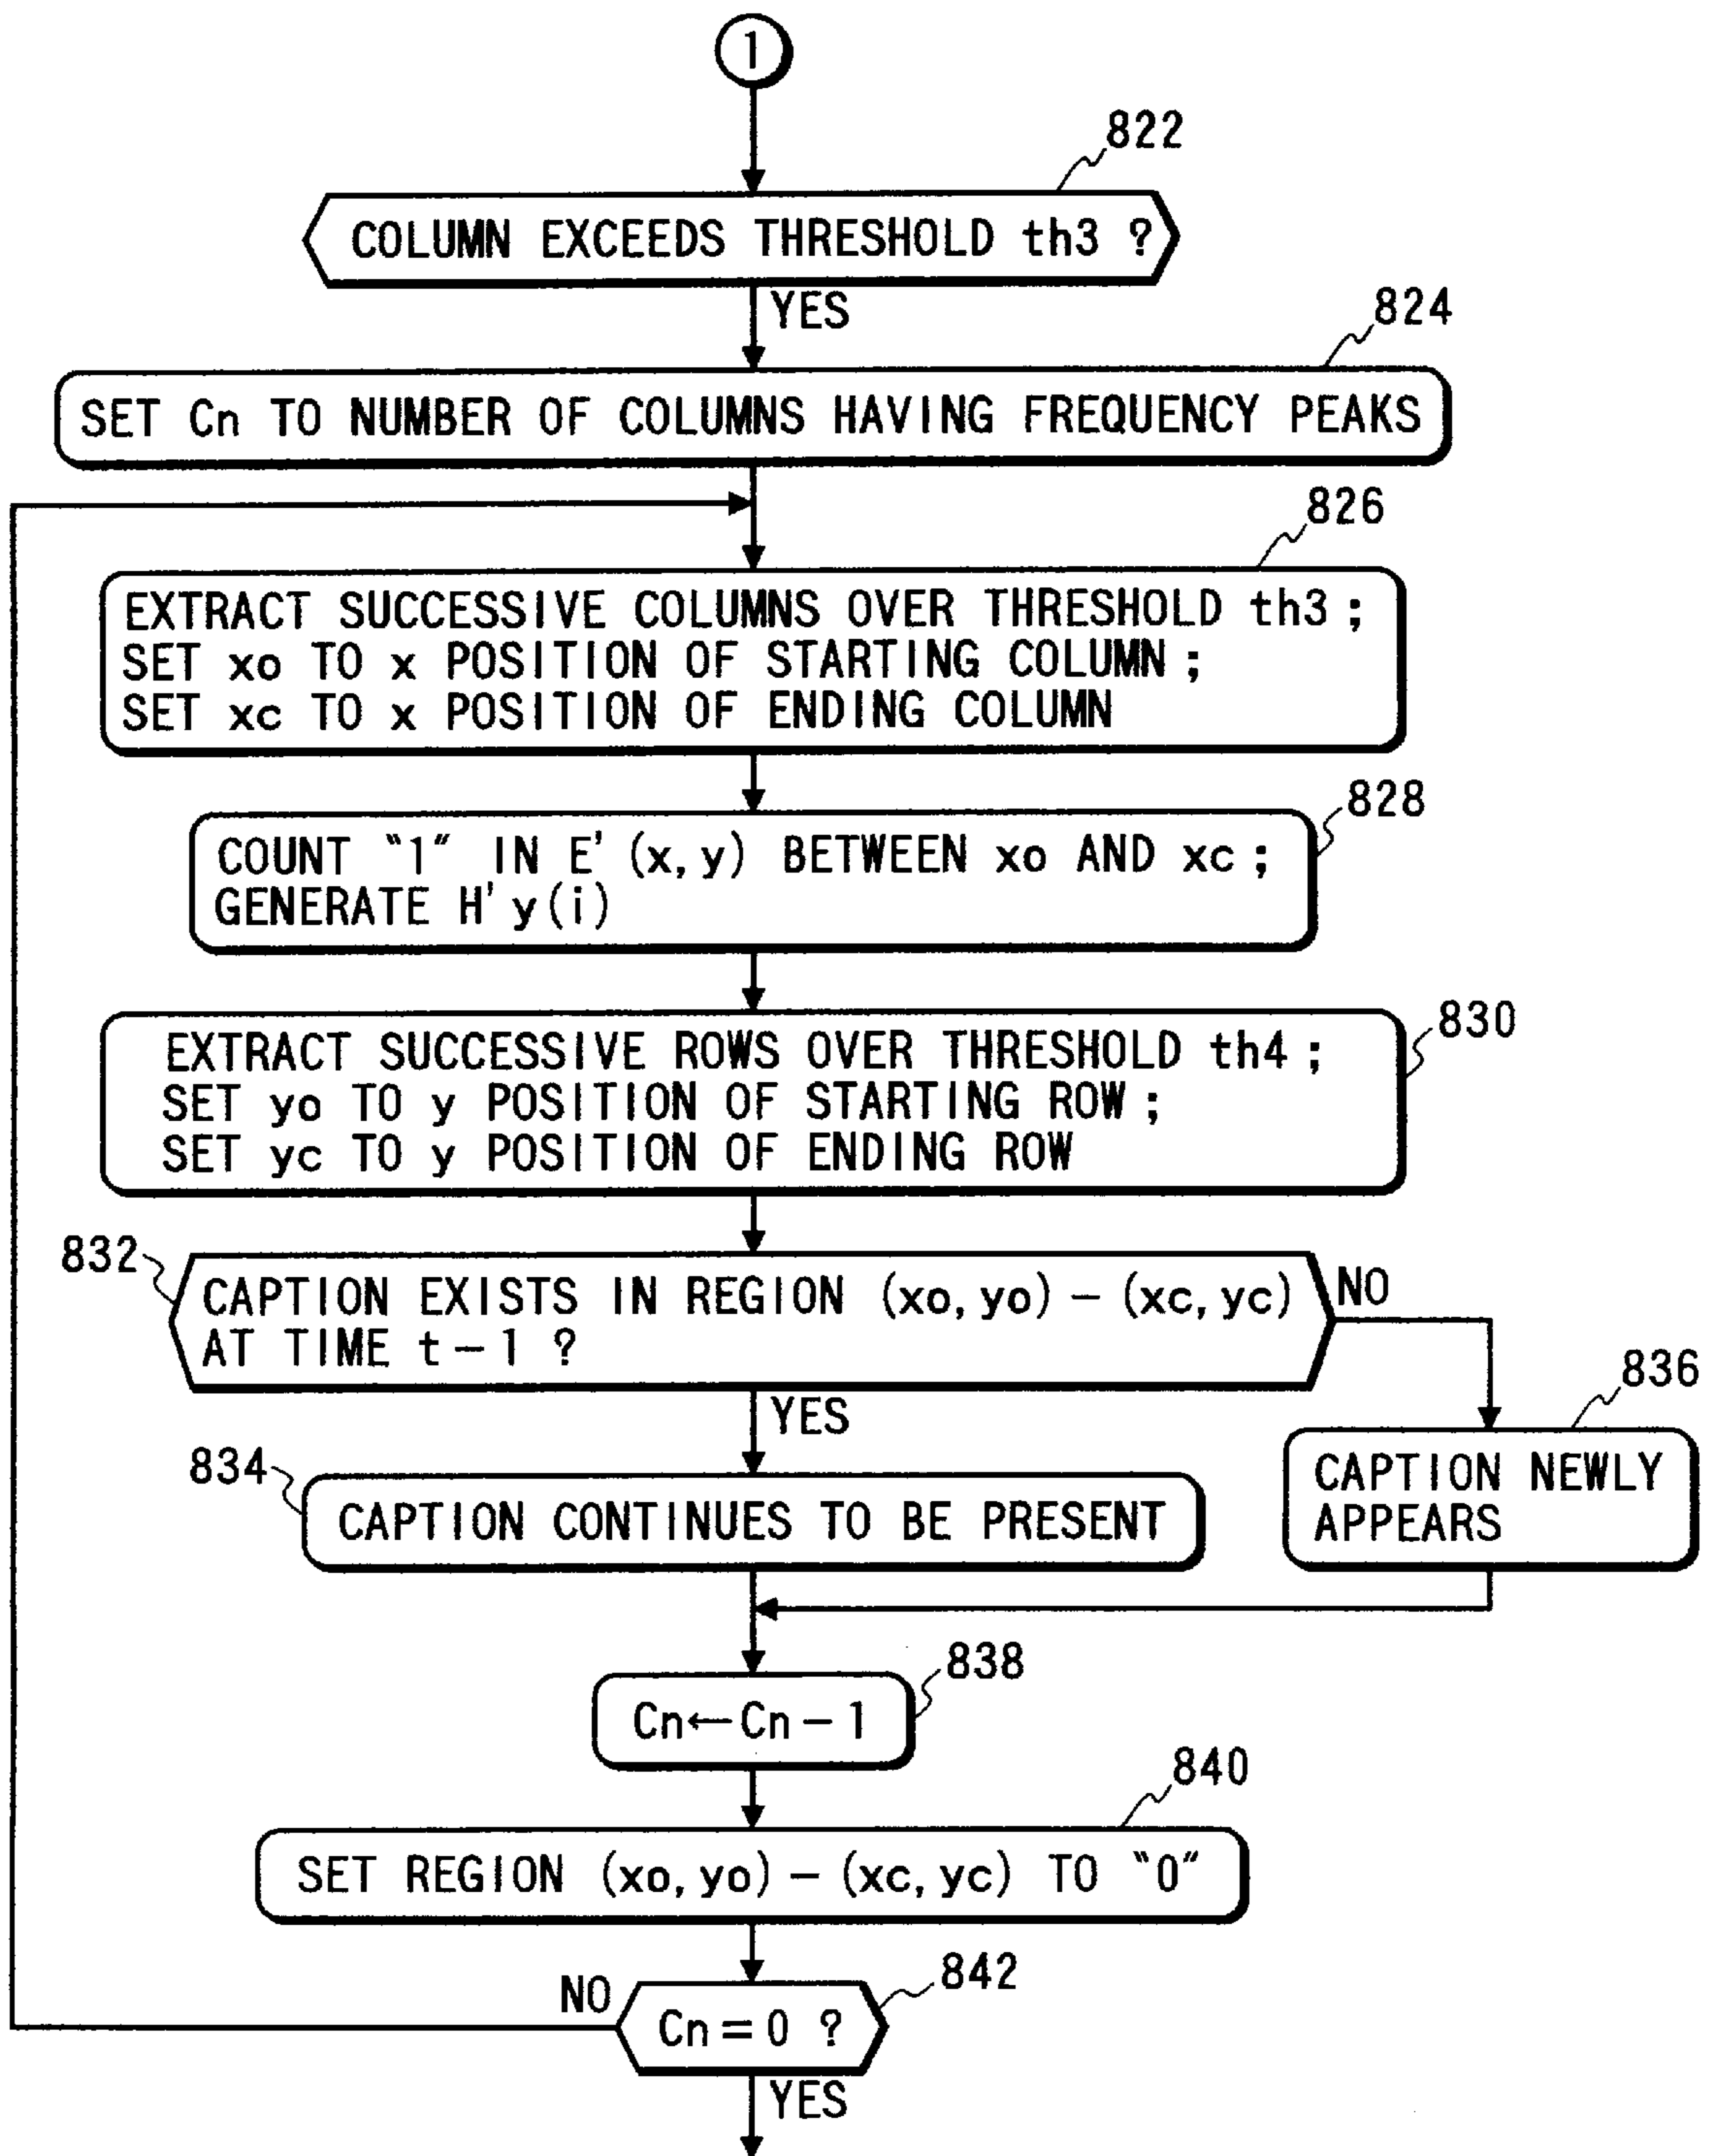 1
822
COLUMN EXCEEDS THRESHOLD th3 ?
YES
824
SET Cn TO NUMBER OF COLUMNS HAVING FREQUENCY PEAKS
826
EXTRACT SUCCESSIVE COLUMNS OVER THRESHOLD th3 ;
SET xo TO x POSITION OF STARTING COLUMN ;
SET xc TO x POSITION OF ENDING COLUMN
828
COUNT "1" IN E'(x,y) BETWEEN xo AND xc ;
GENERATE H'y(i)
830
EXTRACT SUCCESSIVE ROWS OVER THRESHOLD th4 ;
SET yo TO y POSITION OF STARTING ROW ;
SET yc TO y POSITION OF ENDING ROW
832
CAPTION EXISTS IN REGION (xo,yo) − (xc,yc)
AT TIME t−1 ?
NO
YES
836
834
CAPTION CONTINUES TO BE PRESENT
CAPTION NEWLY
APPEARS
838
Cn←Cn−1
840
SET REGION (xo,yo) − (xc,yc) TO "0"
842
NO
Cn=0 ?
YES